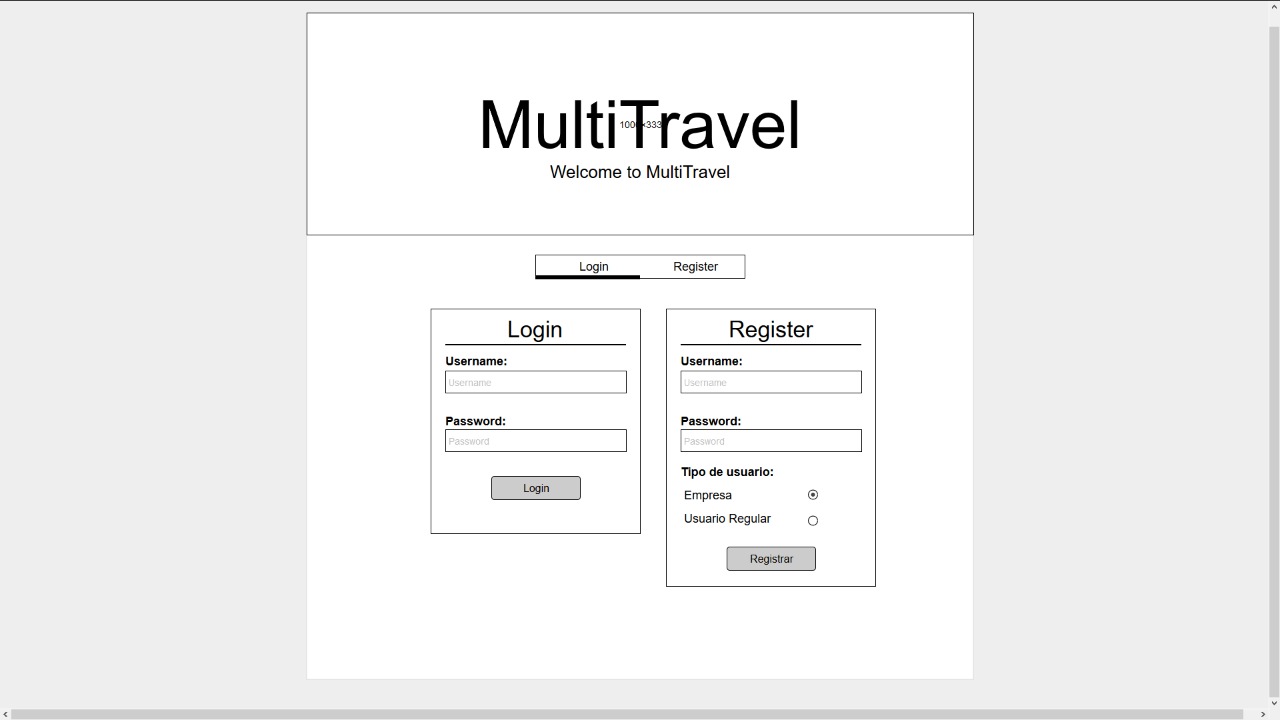 MultiTravel
1000x333
Welcome to MultiTravel
Login
Register
Login
Username:
Username
Password:
Password
Login
Register
Username:
Username
Password:
Password
Tipo de usuario:
Empresa
Usuario Regular
Registrar